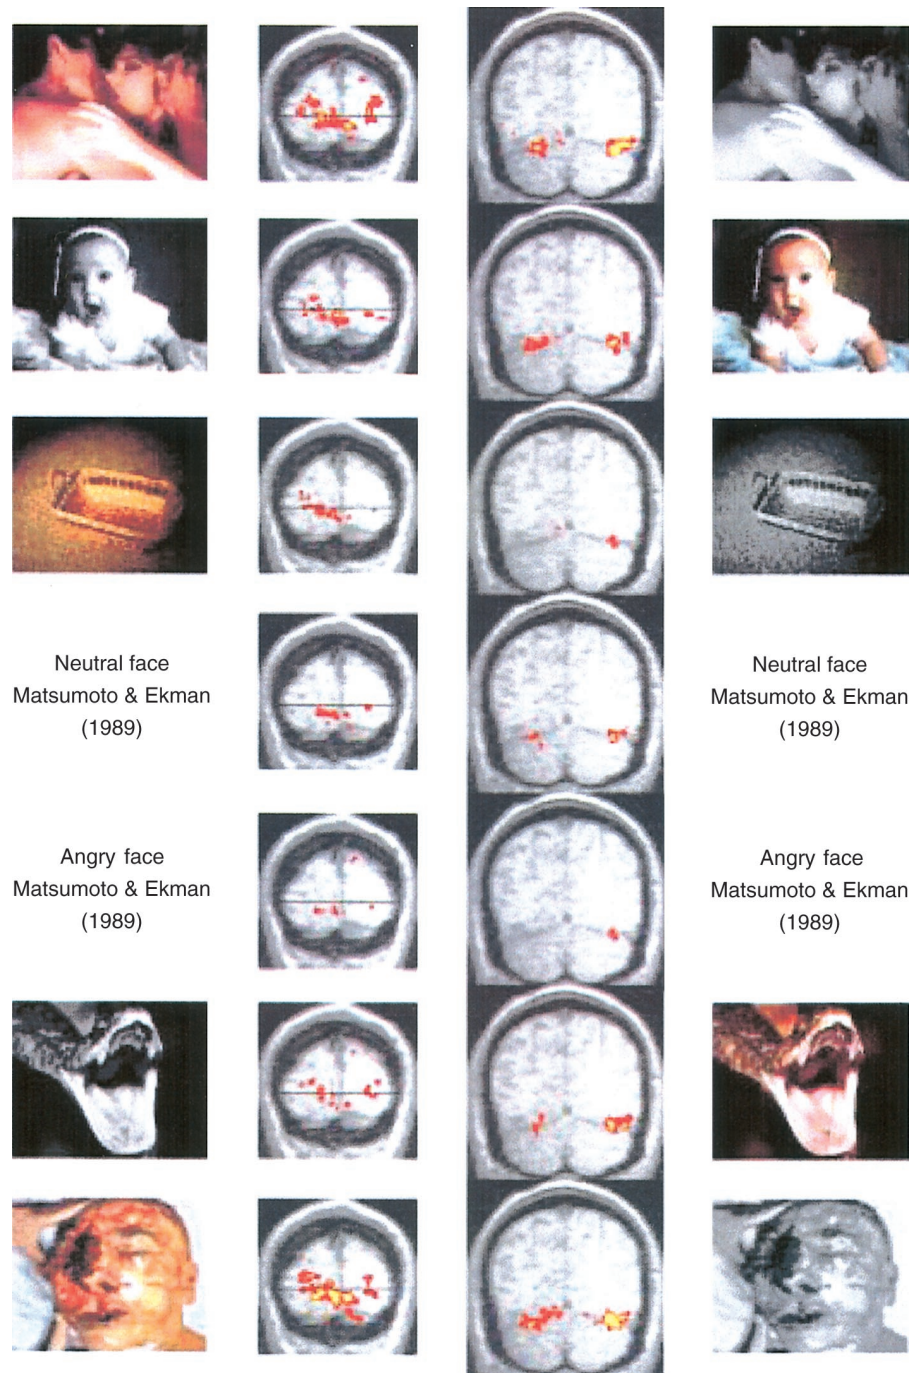 Neutral face
Matsumoto & Ekman
(1989)
Neutral face
Matsumoto & Ekman
(1989)
Angry face
Matsumoto & Ekman
(1989)
Angry face
Matsumoto & Ekman
(1989)